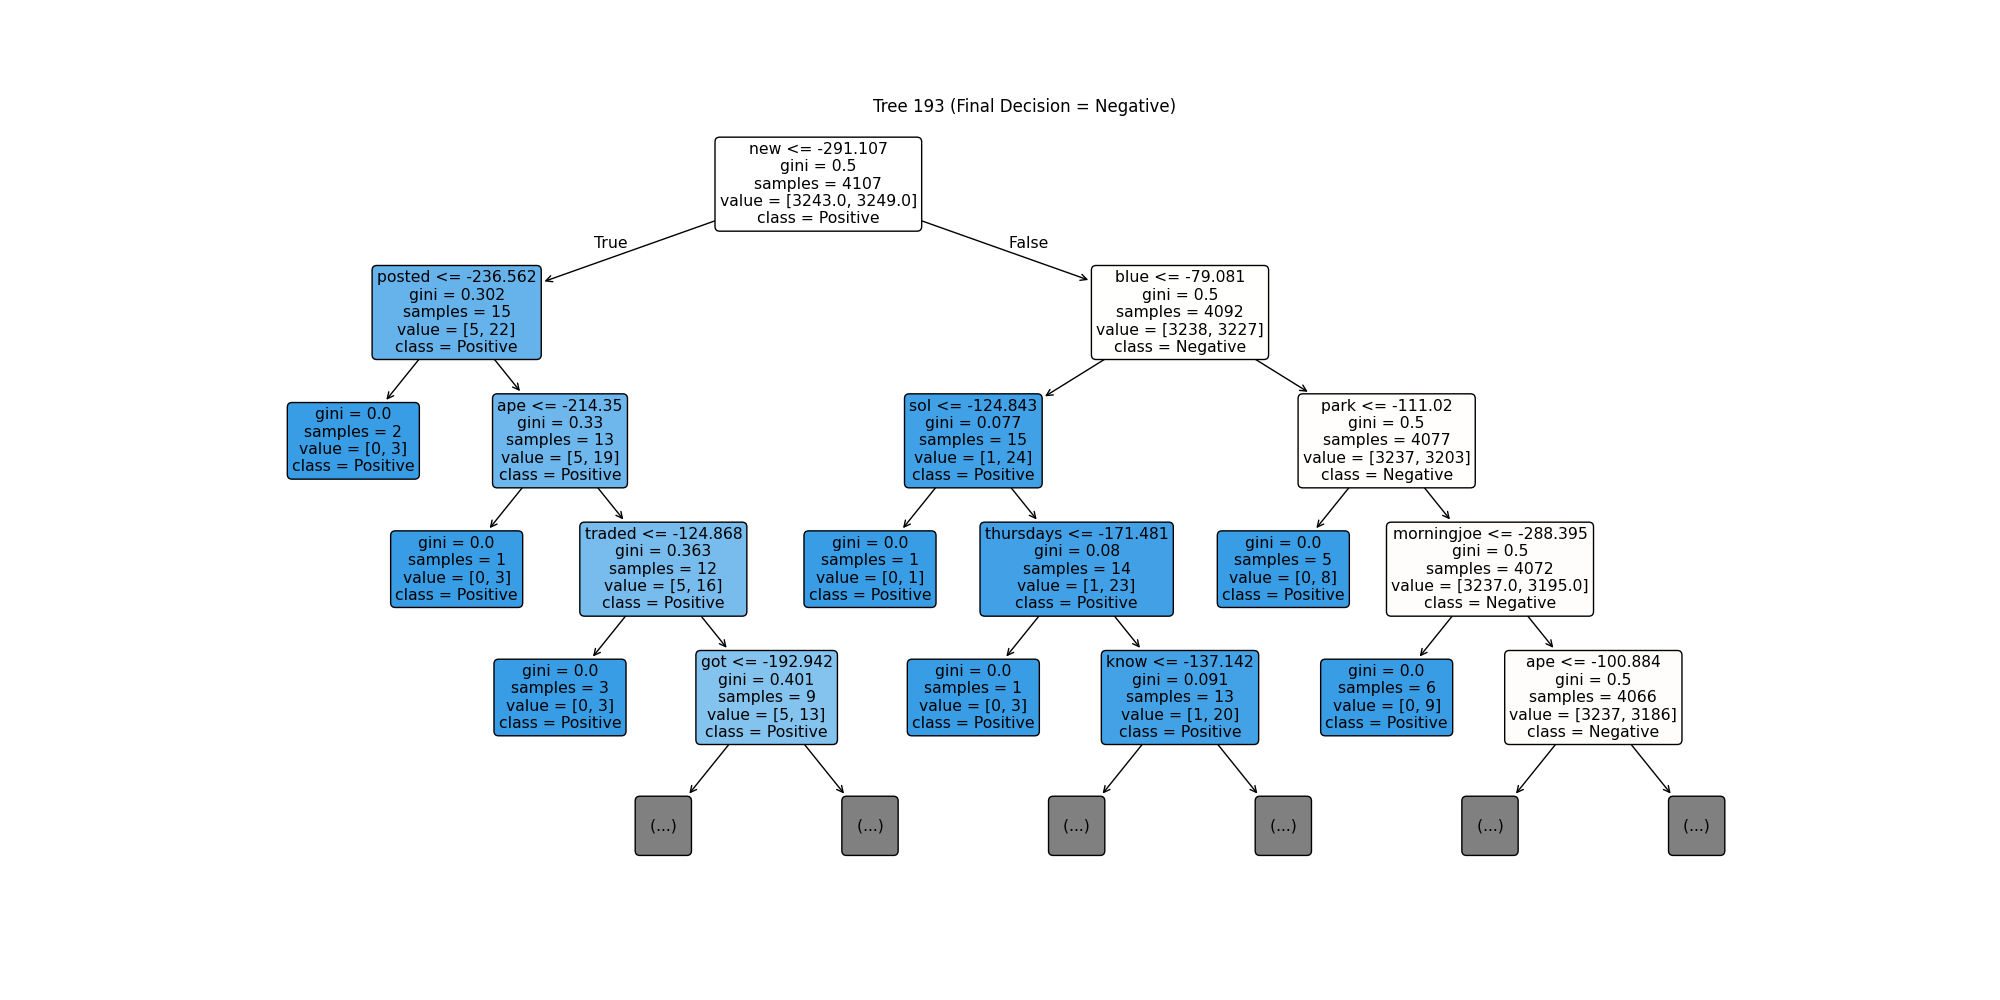 Tree 193 (Final Decision = Negative)
new <= -291.107
gini = 0.5
samples = 4107
value = [3243.0, 3249.0]
class = Positive
True
False
posted <= -236.562
gini = 0.302
samples = 15
value = [5, 22]
class = Positive
blue <= -79.081
gini = 0.5
samples = 4092
value = [3238, 3227]
class = Negative
gini = 0.0
samples = 2
value = [0, 3]
class = Positive
ape <= -214.35
gini = 0.33
samples = 13
value = [5, 19]
class = Positive
sol <= -124.843
gini = 0.077
samples = 15
value = [1, 24]
class = Positive
park <= -111.02
gini = 0.5
samples = 4077
value = [3237, 3203]
class = Negative
gini = 0.0
samples = 1
value = [0, 3]
class = Positive
traded <= -124.868
gini = 0.363
samples = 12
value = [5, 16]
class = Positive
gini = 0.0
samples = 1
value = [0, 1]
class = Positive
thursdays <= -171.481
gini = 0.08
samples = 14
value = [1, 23]
class = Positive
gini = 0.0
samples = 5
value = [0, 8]
class = Positive
morningjoe <= -288.395
gini = 0.5
samples = 4072
value = [3237.0, 3195.0]
class = Negative
gini = 0.0
samples = 3
value = [0, 3]
class = Positive
got <= -192.942
gini = 0.401
samples = 9
value = [5, 13]
class = Positive
gini = 0.0
samples = 1
value = [0, 3]
class = Positive
know <= -137.142
gini = 0.091
samples = 13
value = [1, 20]
class = Positive
gini = 0.0
samples = 6
value = [0, 9]
class = Positive
ape <= -100.884
gini = 0.5
samples = 4066
value = [3237, 3186]
class = Negative
(...)
(...)
(...)
(...)
(...)
(...)